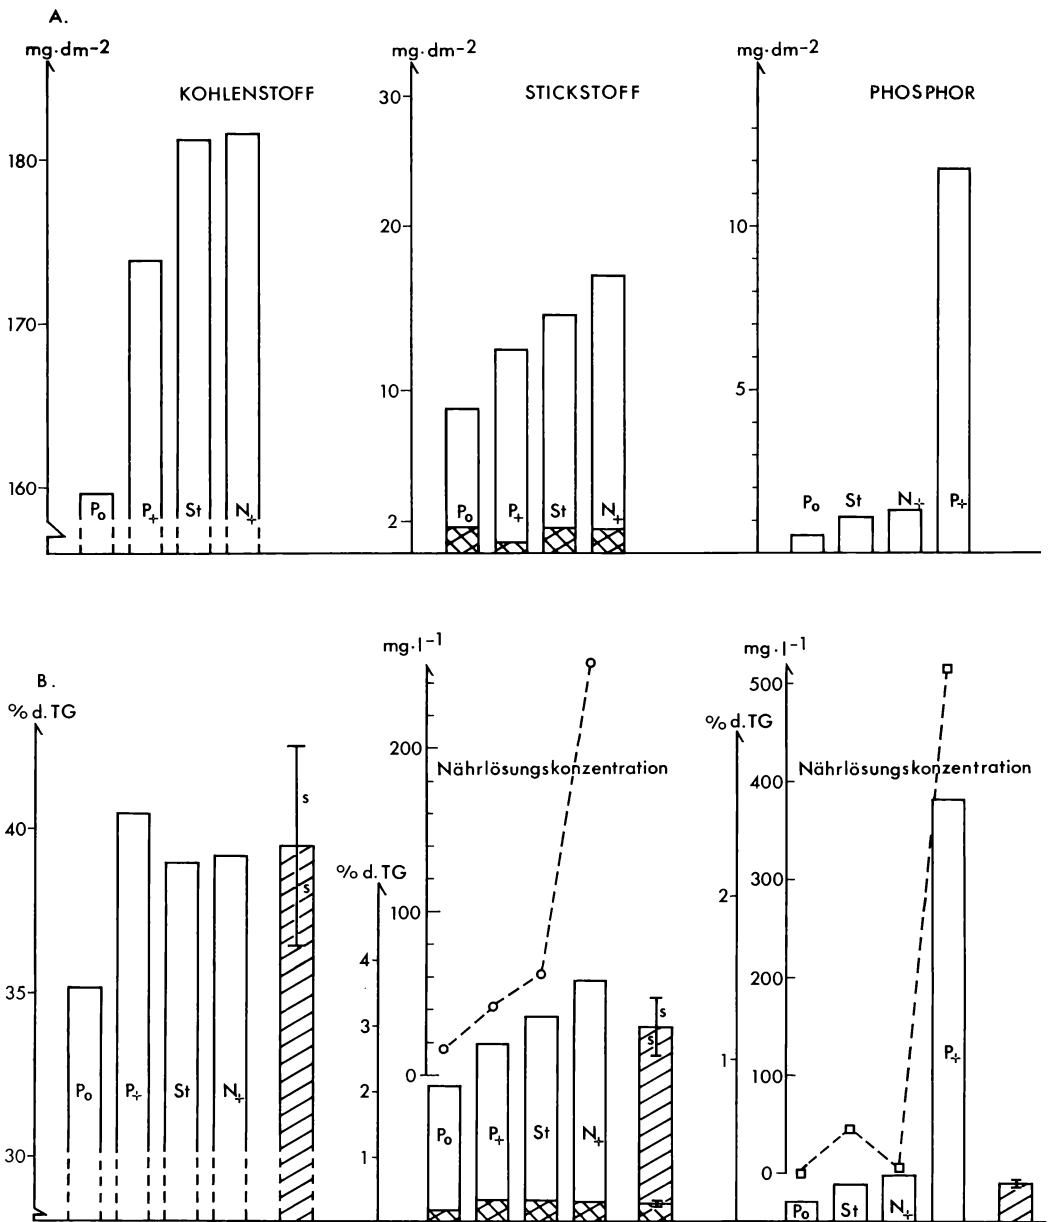 A.
mg·dm-2
mg·dm-2
mg·dm-2
KOHLENSTOFF
STICKSTOFF
PHOSPHOR
180
170
160
Po
P+
St
N+
30
20
10
2
Po
P+
St
N+
10
5
Po
St
N+
P+
B.
% d. TG
40
35
30
Po
P+
St
N+
s
s
mg·l-1
200
100
0
Nährlösungskonzentration
% d. TG
4
3
2
1
Po
P+
St
N+
s
s
mg·l-1
500
400
300
200
100
0
Nährlösungskonzentration
% d. TG
2
1
Po
St
N+
P+